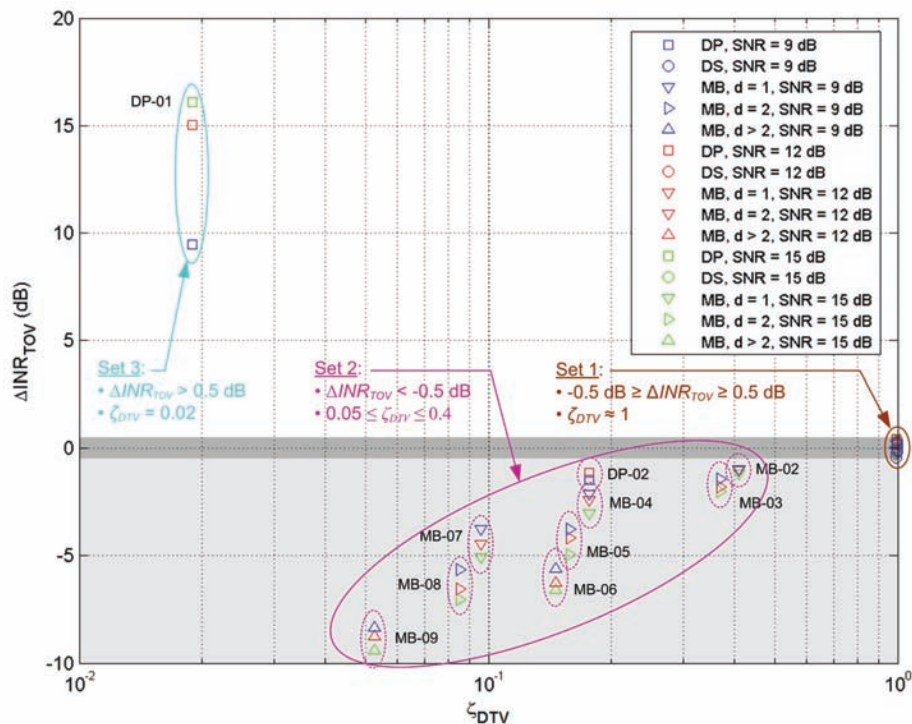 20
15
10
5
0
-5
-10
ΔINR_TOV (dB)
10^-2
10^-1
10^0
ζ_DTV
DP, SNR = 9 dB
DS, SNR = 9 dB
MB, d = 1, SNR = 9 dB
MB, d = 2, SNR = 9 dB
MB, d > 2, SNR = 9 dB
DP, SNR = 12 dB
DS, SNR = 12 dB
MB, d = 1, SNR = 12 dB
MB, d = 2, SNR = 12 dB
MB, d > 2, SNR = 12 dB
DP, SNR = 15 dB
DS, SNR = 15 dB
MB, d = 1, SNR = 15 dB
MB, d = 2, SNR = 15 dB
MB, d > 2, SNR = 15 dB
DP-01
Set 3:
• ΔINR_TOV > 0.5 dB
• ζ_DTV = 0.02
Set 2:
• ΔINR_TOV < -0.5 dB
• 0.05 ≤ ζ_DTV ≤ 0.4
Set 1:
• -0.5 dB ≥ ΔINR_TOV ≥ 0.5 dB
• ζ_DTV ≈ 1
DP-02
MB-02
MB-04
MB-03
MB-07
MB-05
MB-08
MB-06
MB-09